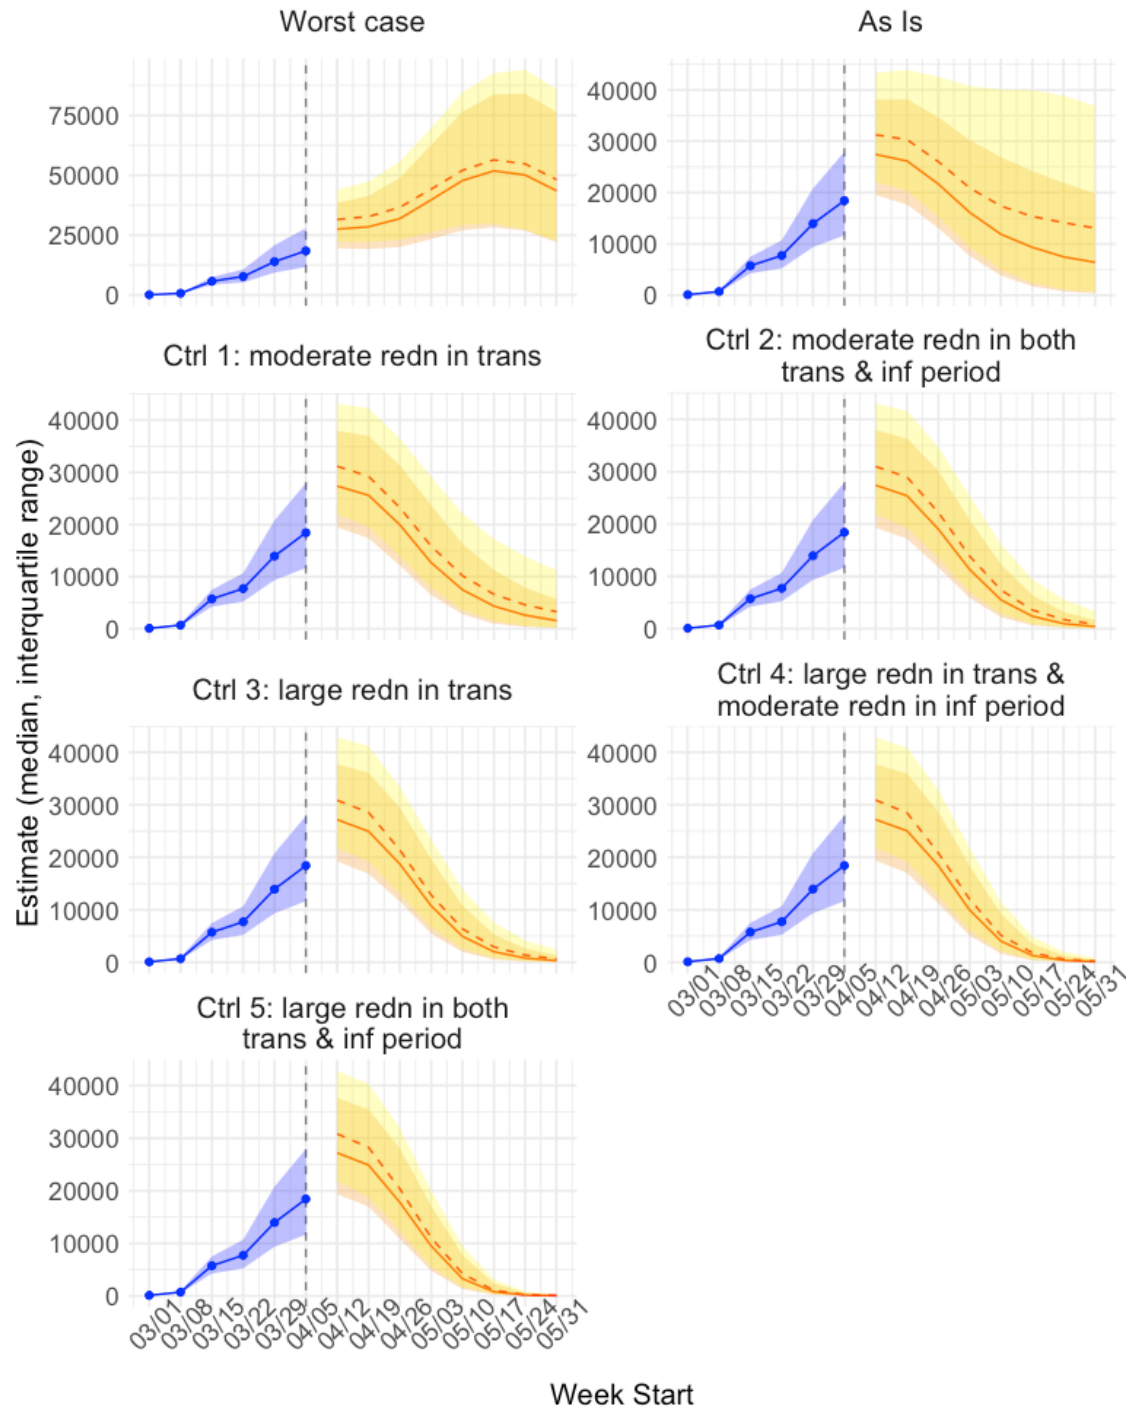 Worst case
As Is
75000
50000
25000
0
40000
30000
20000
10000
0
Ctrl 1: moderate redn in trans
Ctrl 2: moderate redn in both
trans & inf period
40000
30000
20000
10000
0
40000
30000
20000
10000
0
Estimate (median, interquartile range)
Ctrl 3: large redn in trans
Ctrl 4: large redn in trans &
moderate redn in inf period
40000
30000
20000
10000
0
40000
30000
20000
10000
0
03/01 03/08 03/15 03/22 03/29 04/05 04/12 04/19 04/26 05/03 05/10 05/17 05/24 05/31
Ctrl 5: large redn in both
trans & inf period
40000
30000
20000
10000
0
03/01 03/08 03/15 03/22 03/29 04/05 04/12 04/19 04/26 05/03 05/10 05/17 05/24 05/31
Week Start